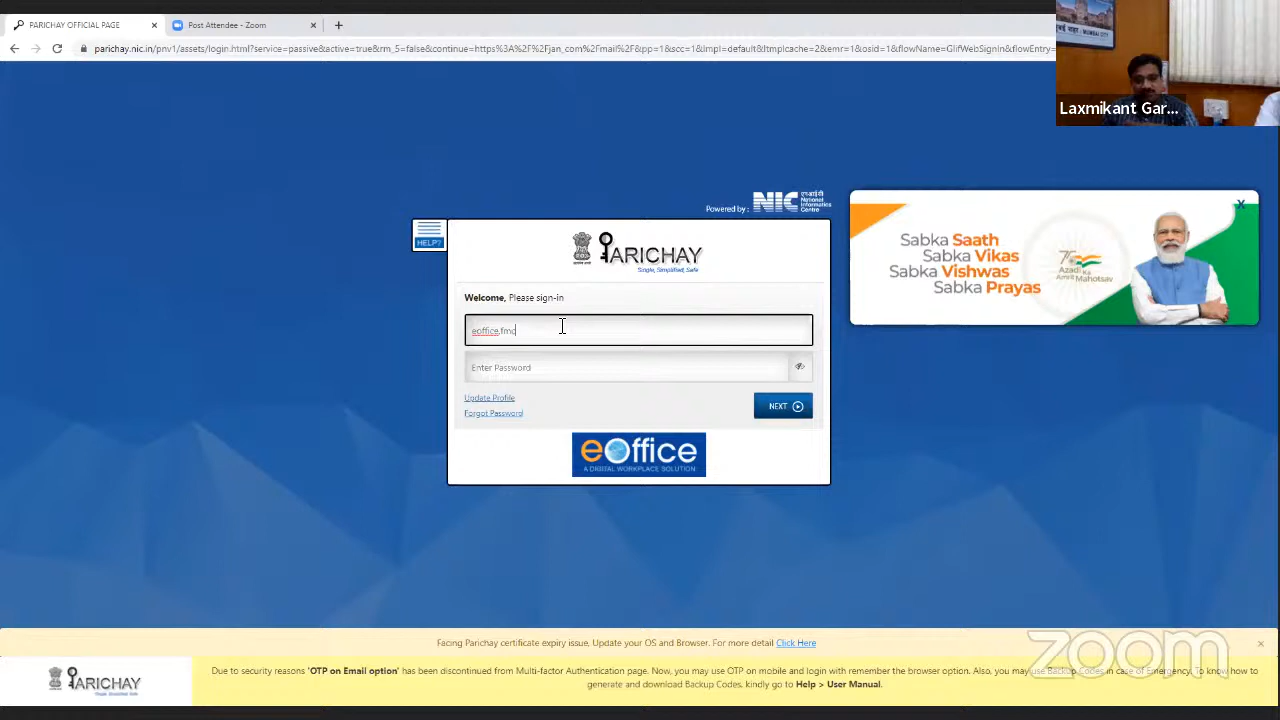 PARICHAY OFFICIAL PAGE
Post Attendee - Zoom
parichay.nic.in/pnv1/assets/login.html?service=passive&active=true&rm_5=false&continue=https%3A%2F%2Fjan_com%2Fmail%2F&ipp=1&scc=1&impl=default&ltmplcache=2&emr=1&osid=1&flowName=GlifWebSignIn&flowEntry=
Laxmikant Gar...
Powered by :
NIC
एनआईसी
National
Informatics
Centre
HELP?
PARICHAY
Single, Simplified, Safe
Welcome, Please sign-in
eoffice.fmc
Enter Password
Update Profile
Forgot Password
NEXT
eOffice
A DIGITAL WORKPLACE SOLUTION
X
Sabka Saath
Sabka Vikas
Sabka Vishwas
Sabka Prayas
Azadi Ka
Amrit Mahotsav
Facing Parichay certificate expiry issue, Update your OS and Browser. For more detail Click Here
zoom
PARICHAY
Due to security reasons 'OTP on Email option' has been discontinued from Multi-factor Authentication page. Now, you may use OTP on mobile and login with remember the browser option. Also, you may use Backup Codes in case of Emergency. To know how to
generate and download Backup Codes, kindly go to Help > User Manual.